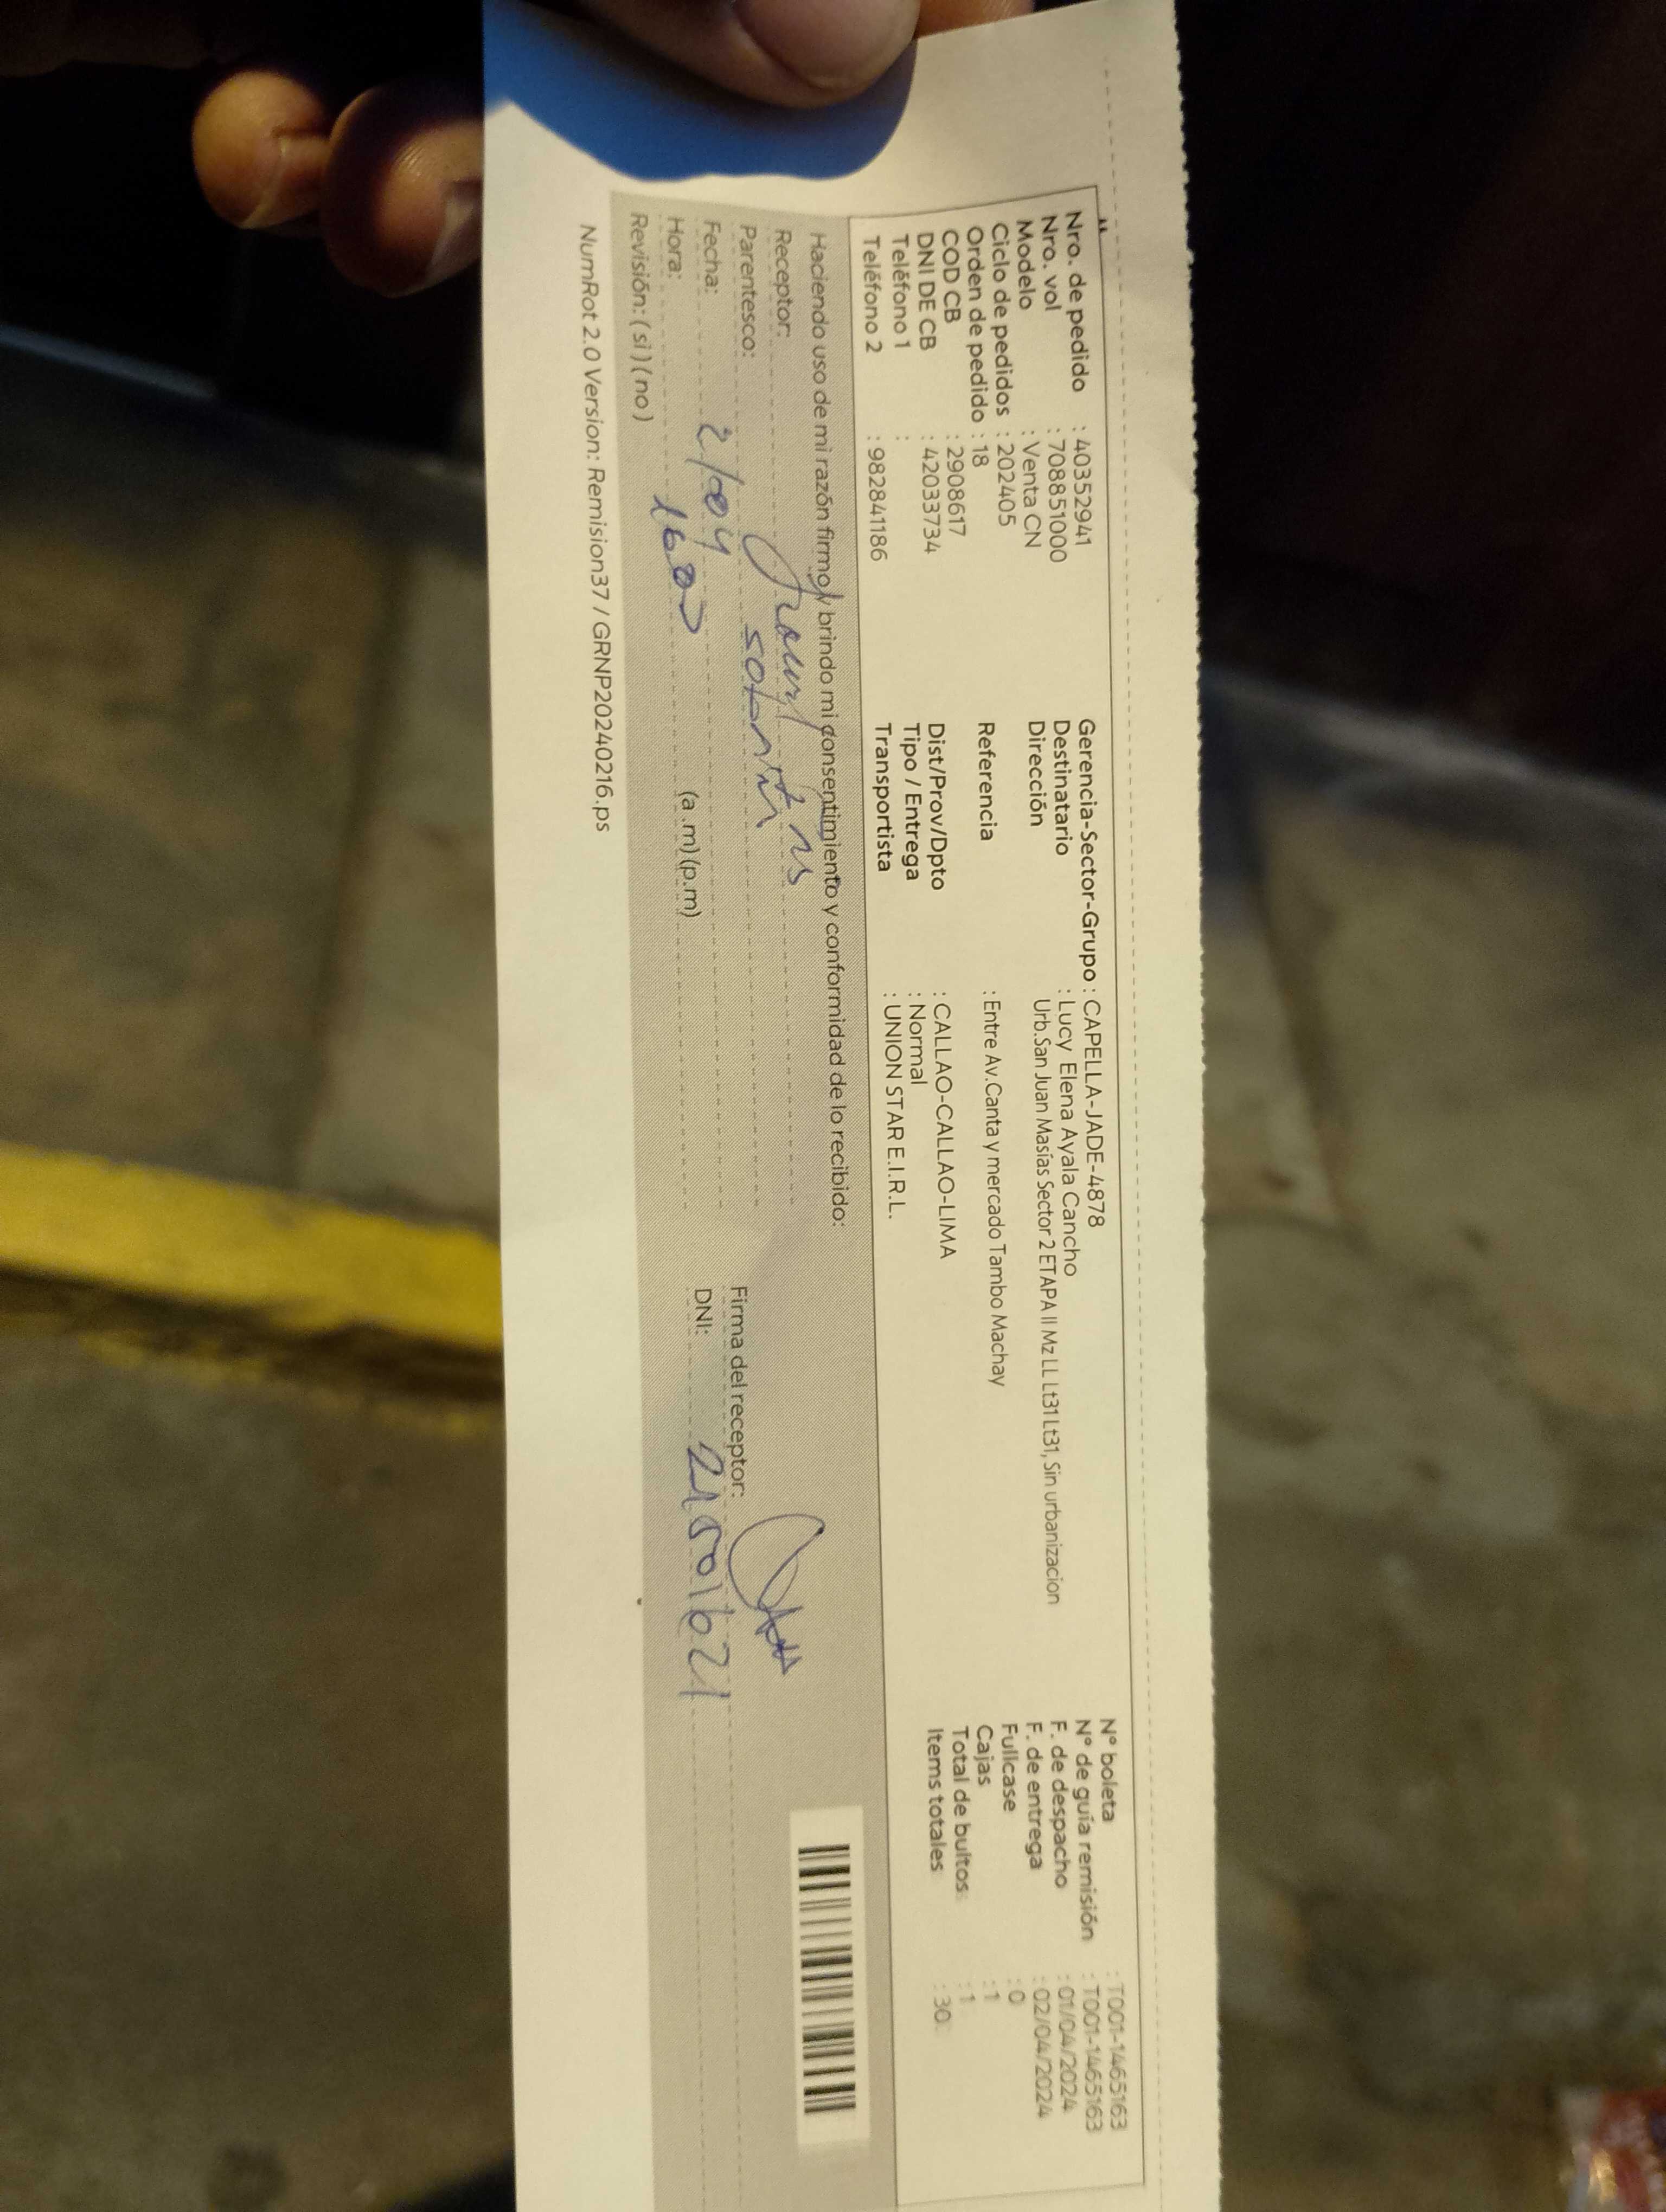 Nro. de pedido : 40352941
Nro. vol : 708851000
Modelo : Venta CN
Ciclo de pedidos : 202405
Orden de pedido : 18
COD CB : 2908617
DNI DE CB : 42033734
Teléfono 1 :
Teléfono 2 : 982841186
Gerencia-Sector-Grupo : CAPELLA-JADE-4878
Destinatario : Lucy Elena Ayala Cancho
Dirección Urb.San Juan Masías Sector 2 ETAPA II Mz LL Lt31 Lt31, Sin urbanizacion
Referencia : Entre Av.Canta y mercado Tambo Machay
Dist/Prov/Dpto : CALLAO-CALLAO-LIMA
Tipo / Entrega : Normal
Transportista : UNION STAR E.I.R.L.
N° boleta : T001-1465163
N° de guía remisión : T001-1465163
F. de despacho : 01/04/2024
F. de entrega : 02/04/2024
Fullcase : 0
Cajas : 1
Total de bultos : 1
Items totales : 30
Haciendo uso de mi razón firmo y brindo mi consentimiento y conformidad de lo recibido:
Receptor:
Parentesco:
Fecha:
Hora: (a.m) (p.m)
Revisión: ( si ) ( no )
Firma del receptor:
DNI:
NumRot 2.0 Version: Remision37 / GRNP20240216.ps